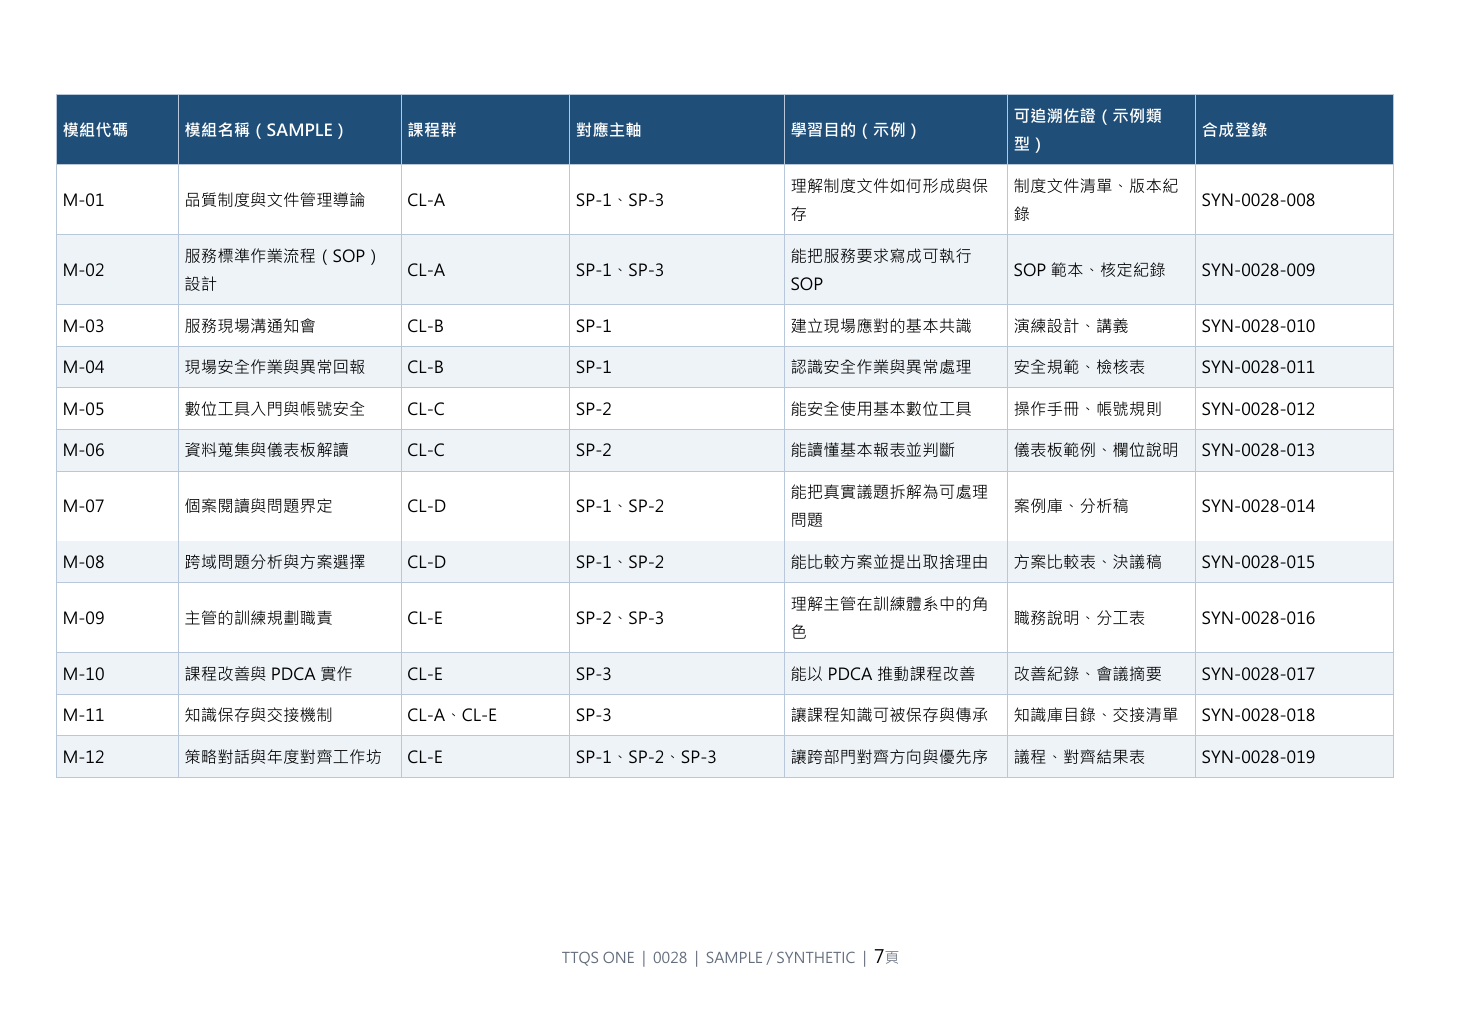 模組代碼 模組名稱（SAMPLE） 課程群 對應主軸 學習目的（示例） 可追溯佐證（示例類型） 合成登錄
M-01 品質制度與文件管理導論 CL-A SP-1、SP-3 理解制度文件如何形成與保存 制度文件清單、版本紀錄 SYN-0028-008
M-02 服務標準作業流程（SOP）設計 CL-A SP-1、SP-3 能把服務要求寫成可執行 SOP SOP 範本、核定紀錄 SYN-0028-009
M-03 服務現場溝通知會 CL-B SP-1 建立現場應對的基本共識 演練設計、講義 SYN-0028-010
M-04 現場安全作業與異常回報 CL-B SP-1 認識安全作業與異常處理 安全規範、檢核表 SYN-0028-011
M-05 數位工具入門與帳號安全 CL-C SP-2 能安全使用基本數位工具 操作手冊、帳號規則 SYN-0028-012
M-06 資料蒐集與儀表板解讀 CL-C SP-2 能讀懂基本報表並判斷 儀表板範例、欄位說明 SYN-0028-013
M-07 個案閱讀與問題界定 CL-D SP-1、SP-2 能把真實議題拆解為可處理問題 案例庫、分析稿 SYN-0028-014
M-08 跨域問題分析與方案選擇 CL-D SP-1、SP-2 能比較方案並提出取捨理由 方案比較表、決議稿 SYN-0028-015
M-09 主管的訓練規劃職責 CL-E SP-2、SP-3 理解主管在訓練體系中的角色 職務說明、分工表 SYN-0028-016
M-10 課程改善與 PDCA 實作 CL-E SP-3 能以 PDCA 推動課程改善 改善紀錄、會議摘要 SYN-0028-017
M-11 知識保存與交接機制 CL-A、CL-E SP-3 讓課程知識可被保存與傳承 知識庫目錄、交接清單 SYN-0028-018
M-12 策略對話與年度對齊工作坊 CL-E SP-1、SP-2、SP-3 讓跨部門對齊方向與優先序 議程、對齊結果表 SYN-0028-019
TTQS ONE | 0028 | SAMPLE / SYNTHETIC | 7頁